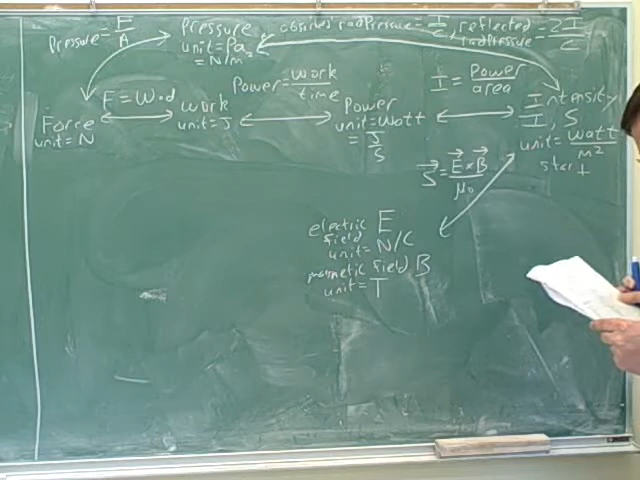 Pressure = F/A
Pressure
unit = Pa
= N/m²
absorbed radPressure = I/c, reflected radPressure = 2I/c
F = W·d
Power = work/time
I = Power/area
Force
unit = N
work
unit = J
Power
unit = watt
= J/s
Intensity
I, S
unit = watt/m²
start
S⃗ = E⃗ × B⃗/μ₀
electric field E
unit = N/C
magnetic field B
unit = T